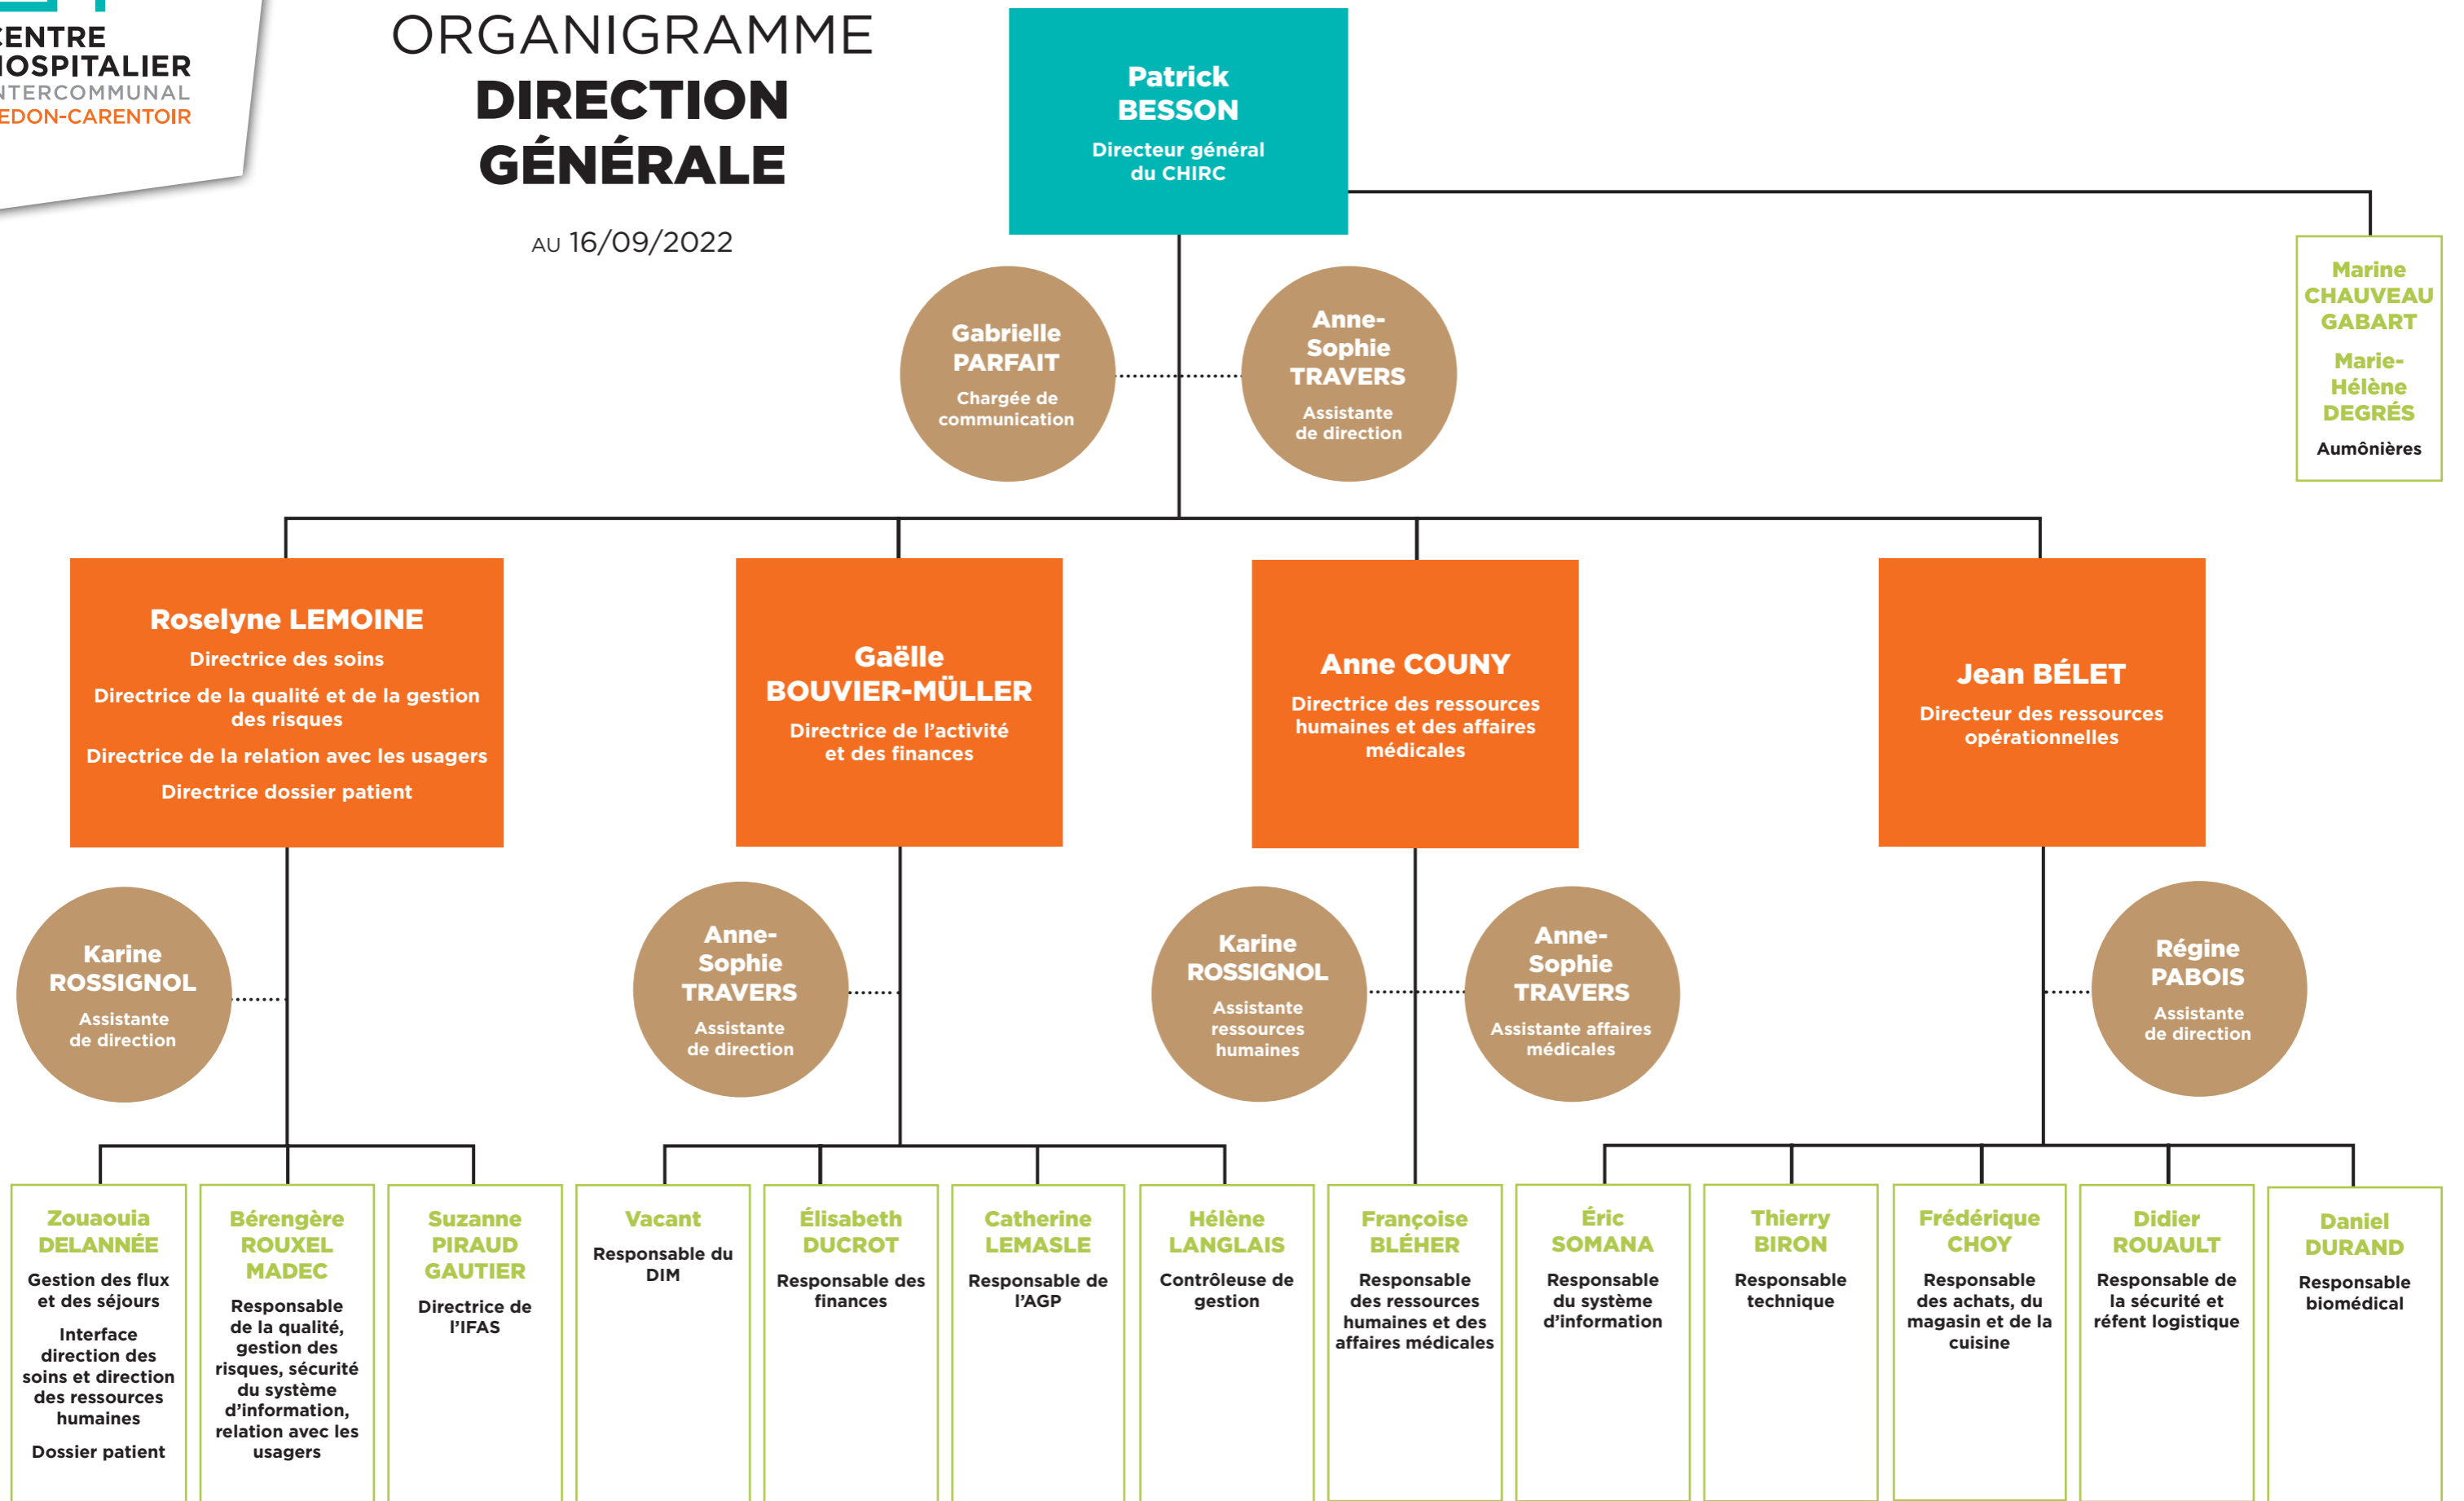 CENTRE
HOSPITALIER
INTERCOMMUNAL
REDON-CARENTOIR
ORGANIGRAMME
DIRECTION
GÉNÉRALE
AU 16/09/2022
Patrick
BESSON
Directeur général
du CHIRC
Marine
CHAUVEAU
GABART
Marie-
Hélène
DEGRÉS
Aumônières
Gabrielle
PARFAIT
Chargée de
communication
Anne-
Sophie
TRAVERS
Assistante
de direction
Roselyne LEMOINE
Directrice des soins
Directrice de la qualité et de la gestion
des risques
Directrice de la relation avec les usagers
Directrice dossier patient
Gaëlle
BOUVIER-MÜLLER
Directrice de l'activité
et des finances
Anne COUNY
Directrice des ressources
humaines et des affaires
médicales
Jean BÉLET
Directeur des ressources
opérationnelles
Karine
ROSSIGNOL
Assistante
de direction
Anne-
Sophie
TRAVERS
Assistante
de direction
Karine
ROSSIGNOL
Assistante
ressources
humaines
Anne-
Sophie
TRAVERS
Assistante affaires
médicales
Régine
PABOIS
Assistante
de direction
Zouaouia
DELANNÉE
Gestion des flux
et des séjours
Interface
direction des
soins et direction
des ressources
humaines
Dossier patient
Bérengère
ROUXEL
MADEC
Responsable
de la qualité,
gestion des
risques, sécurité
du système
d'information,
relation avec les
usagers
Suzanne
PIRAUD
GAUTIER
Directrice de
l'IFAS
Vacant
Responsable du
DIM
Élisabeth
DUCROT
Responsable des
finances
Catherine
LEMASLE
Responsable de
l'AGP
Hélène
LANGLAIS
Contrôleuse de
gestion
Françoise
BLÉHER
Responsable
des ressources
humaines et des
affaires médicales
Éric
SOMANA
Responsable
du système
d'information
Thierry
BIRON
Responsable
technique
Frédérique
CHOY
Responsable
des achats, du
magasin et de la
cuisine
Didier
ROUAULT
Responsable de
la sécurité et
réfent logistique
Daniel
DURAND
Responsable
biomédical